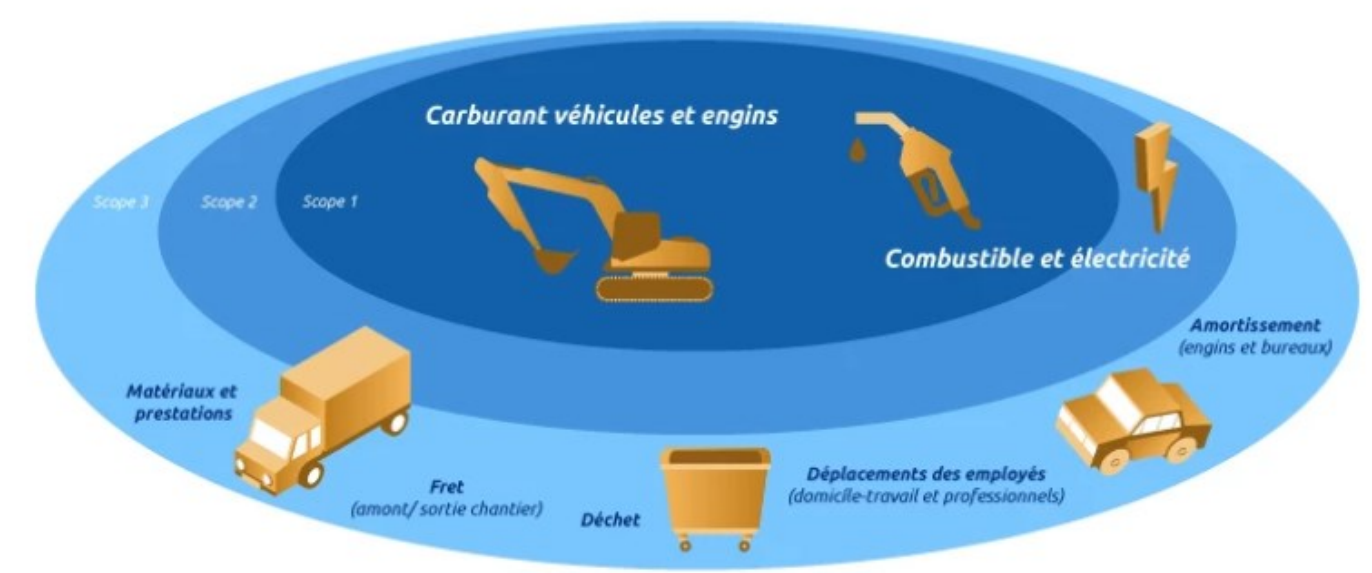 Carburant véhicules et engins
Scope 3
Scope 2
Scope 1
Combustible et électricité
Amortissement
(engins et bureaux)
Matériaux et
prestations
Fret
(amont/ sortie chantier)
Déchet
Déplacements des employés
(domicile-travail et professionnels)